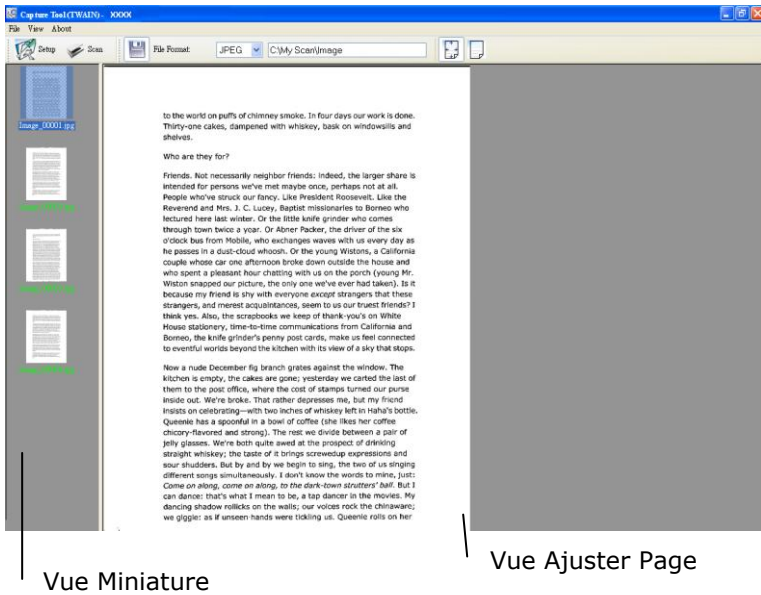 Capture Tool(TWAIN) - XXXX
File View About
Setup Scan File Format: JPEG C:\My Scan\Image
Image_00001.jpg
to the world on puffs of chimney smoke. In four days our work is done.
Thirty-one cakes, dampened with whiskey, bask on windowsills and
shelves.
Who are they for?
Friends. Not necessarily neighbor friends: indeed, the larger share is
intended for persons we've met maybe once, perhaps not at all.
People who've struck our fancy. Like President Roosevelt. Like the
Reverend and Mrs. J. C. Lucey, Baptist missionaries to Borneo who
lectured here last winter. Or the little knife grinder who comes
through town twice a year. Or Abner Packer, the driver of the six
o'clock bus from Mobile, who exchanges waves with us every day as
he passes in a dust-cloud whoosh. Or the young Wistons, a California
couple whose car one afternoon broke down outside the house and
who spent a pleasant hour chatting with us on the porch (young Mr.
Wiston snapped our picture, the only one we've ever had taken). Is it
because my friend is shy with everyone except strangers that these
strangers, and merest acquaintances, seem to us our truest friends? I
think yes. Also, the scrapbooks we keep of thank-you's on White
House stationery, time-to-time communications from California and
Borneo, the knife grinder's penny post cards, make us feel connected
to eventful worlds beyond the kitchen with its view of a sky that stops.
Now a nude December fig branch grates against the window. The
kitchen is empty, the cakes are gone; yesterday we carted the last of
them to the post office, where the cost of stamps turned our purse
inside out. We're broke. That rather depresses me, but my friend
insists on celebrating—with two inches of whiskey left in Haha's bottle.
Queenie has a spoonful in a bowl of coffee (she likes her coffee
chicory-flavored and strong). The rest we divide between a pair of
jelly glasses. We're both quite awed at the prospect of drinking
straight whiskey; the taste of it brings screwedup expressions and
sour shudders. But by and by we begin to sing, the two of us singing
different songs simultaneously. I don't know the words to mine, just:
Come on along, come on along, to the dark-town strutters' ball. But I
can dance: that's what I mean to be, a tap dancer in the movies. My
dancing shadow rollicks on the walls; our voices rock the chinaware;
we giggle: as if unseen hands were tickling us. Queenie rolls on her
Vue Ajuster Page
Vue Miniature